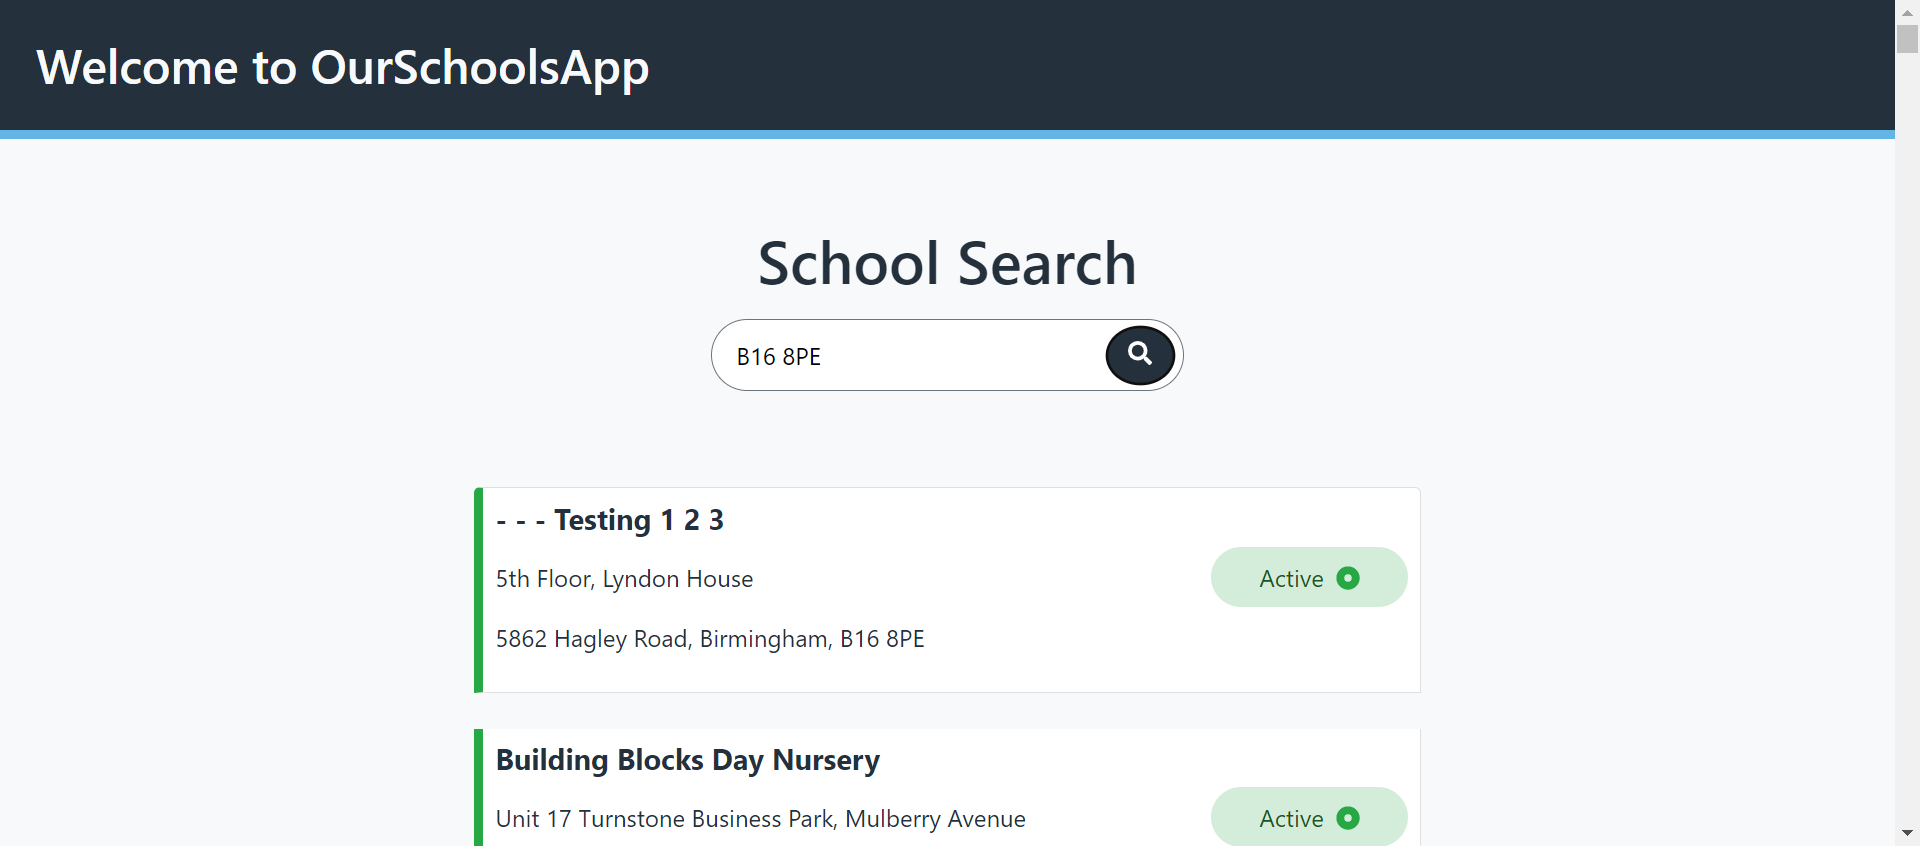 Welcome to OurSchoolsApp
School Search
B16 8PE
- - - Testing 1 2 3
5th Floor, Lyndon House
Active
5862 Hagley Road, Birmingham, B16 8PE
Building Blocks Day Nursery
Unit 17 Turnstone Business Park, Mulberry Avenue
Active